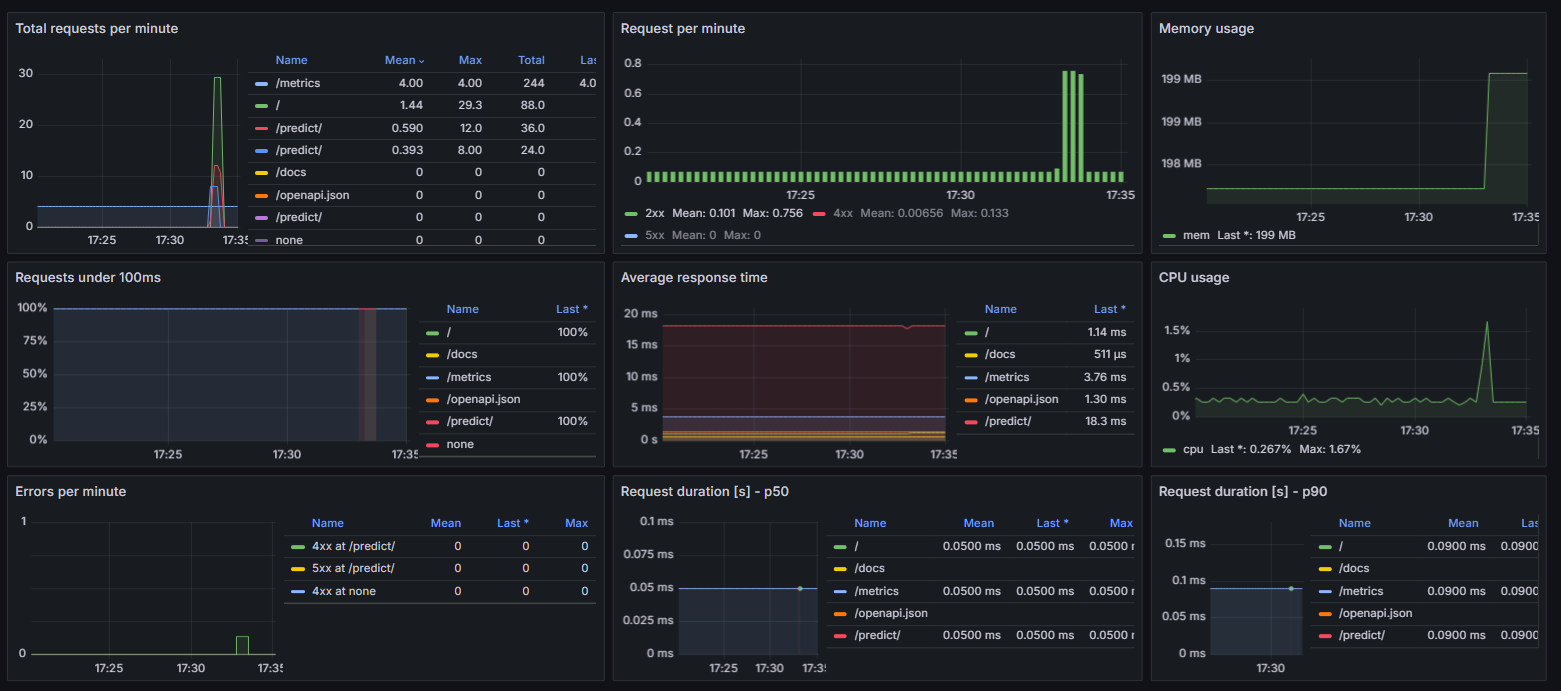 Total requests per minute
30
20
10
0
17:25 17:30 17:35
Name Mean Max Total Las
/metrics 4.00 4.00 244 4.0
/ 1.44 29.3 88.0
/predict/ 0.590 12.0 36.0
/predict/ 0.393 8.00 24.0
/docs 0 0 0
/openapi.json 0 0 0
/predict/ 0 0 0
none 0 0 0
Request per minute
0.8
0.6
0.4
0.2
0
17:25 17:30 17:35
2xx Mean: 0.101 Max: 0.756 4xx Mean: 0.00656 Max: 0.133
5xx Mean: 0 Max: 0
Memory usage
199 MB
199 MB
198 MB
17:25 17:30 17:35
mem Last *: 199 MB
Requests under 100ms
100%
75%
50%
25%
0%
17:25 17:30 17:35
Name Last *
/ 100%
/docs
/metrics 100%
/openapi.json
/predict/ 100%
none
Average response time
20 ms
15 ms
10 ms
5 ms
0 s
17:25 17:30 17:35
Name Last *
/ 1.14 ms
/docs 511 µs
/metrics 3.76 ms
/openapi.json 1.30 ms
/predict/ 18.3 ms
CPU usage
1.5%
1%
0.5%
0%
17:25 17:30 17:35
cpu Last *: 0.267% Max: 1.67%
Errors per minute
1
0
17:25 17:30 17:35
Name Mean Last * Max
4xx at /predict/ 0 0 0
5xx at /predict/ 0 0 0
4xx at none 0 0 0
Request duration [s] - p50
0.1 ms
0.075 ms
0.05 ms
0.025 ms
0 ms
17:25 17:30 17:3
Name Mean Last * Max
/ 0.0500 ms 0.0500 ms 0.0500
/docs
/metrics 0.0500 ms 0.0500 ms 0.0500
/openapi.json
/predict/ 0.0500 ms 0.0500 ms 0.0500
Request duration [s] - p90
0.15 ms
0.1 ms
0.05 ms
0 ms
17:30
Name Mean Las
/ 0.0900 ms 0.0900
/docs
/metrics 0.0900 ms 0.0900
/openapi.json
/predict/ 0.0900 ms 0.0900